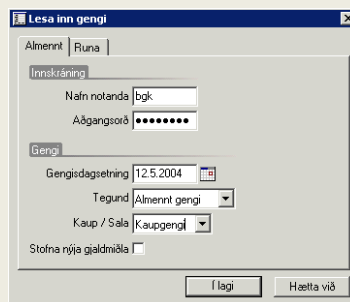 Lesa inn gengi
Almennt Runa
Innskráning
Nafn notanda bgk
Aðgangsorð ●●●●●●●●
Gengi
Gengisdagsetning 12.5.2004
Tegund Almennt gengi
Kaup / Sala Kaupgengi
Stofna nýja gjaldmiðla
Í lagi Hætta við